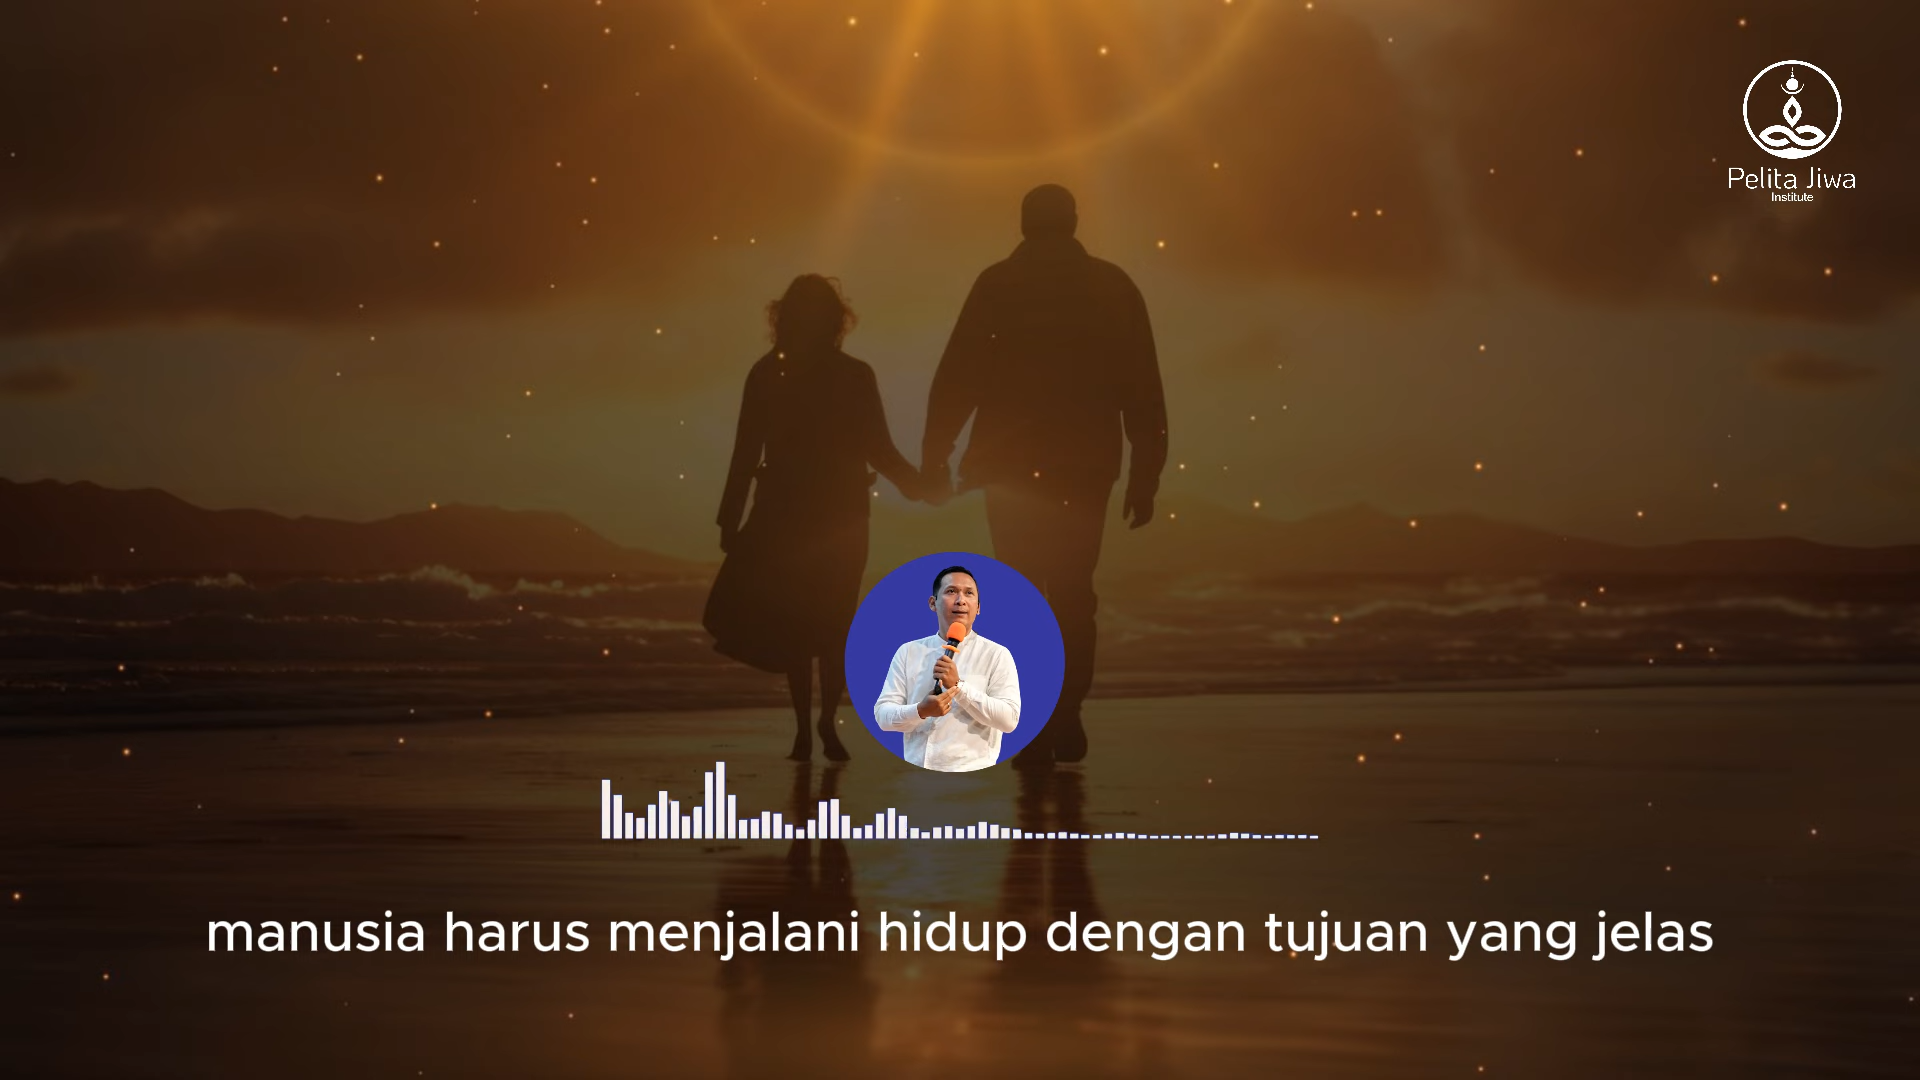 Pelita Jiwa
Institute
manusia harus menjalani hidup dengan tujuan yang jelas